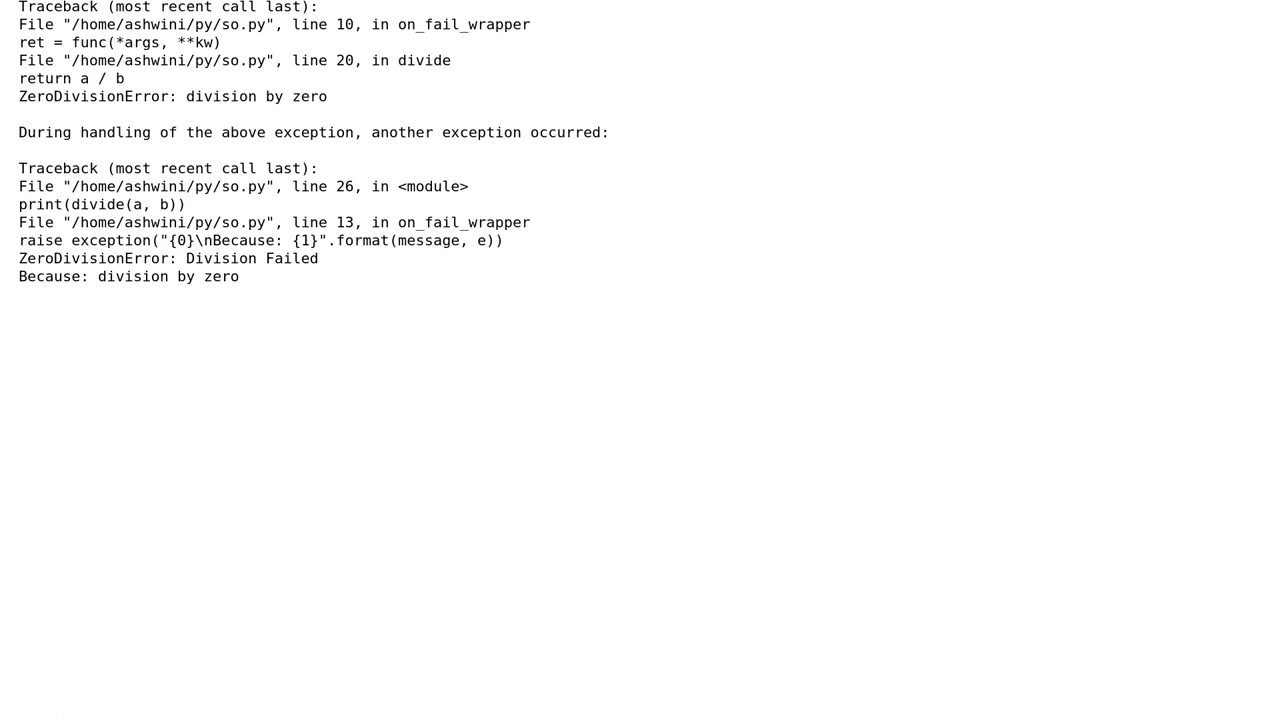 Traceback (most recent call last):
File "/home/ashwini/py/so.py", line 10, in on_fail_wrapper
ret = func(*args, **kw)
File "/home/ashwini/py/so.py", line 20, in divide
return a / b
ZeroDivisionError: division by zero

During handling of the above exception, another exception occurred:

Traceback (most recent call last):
File "/home/ashwini/py/so.py", line 26, in <module>
print(divide(a, b))
File "/home/ashwini/py/so.py", line 13, in on_fail_wrapper
raise exception("{0}\nBecause: {1}".format(message, e))
ZeroDivisionError: Division Failed
Because: division by zero